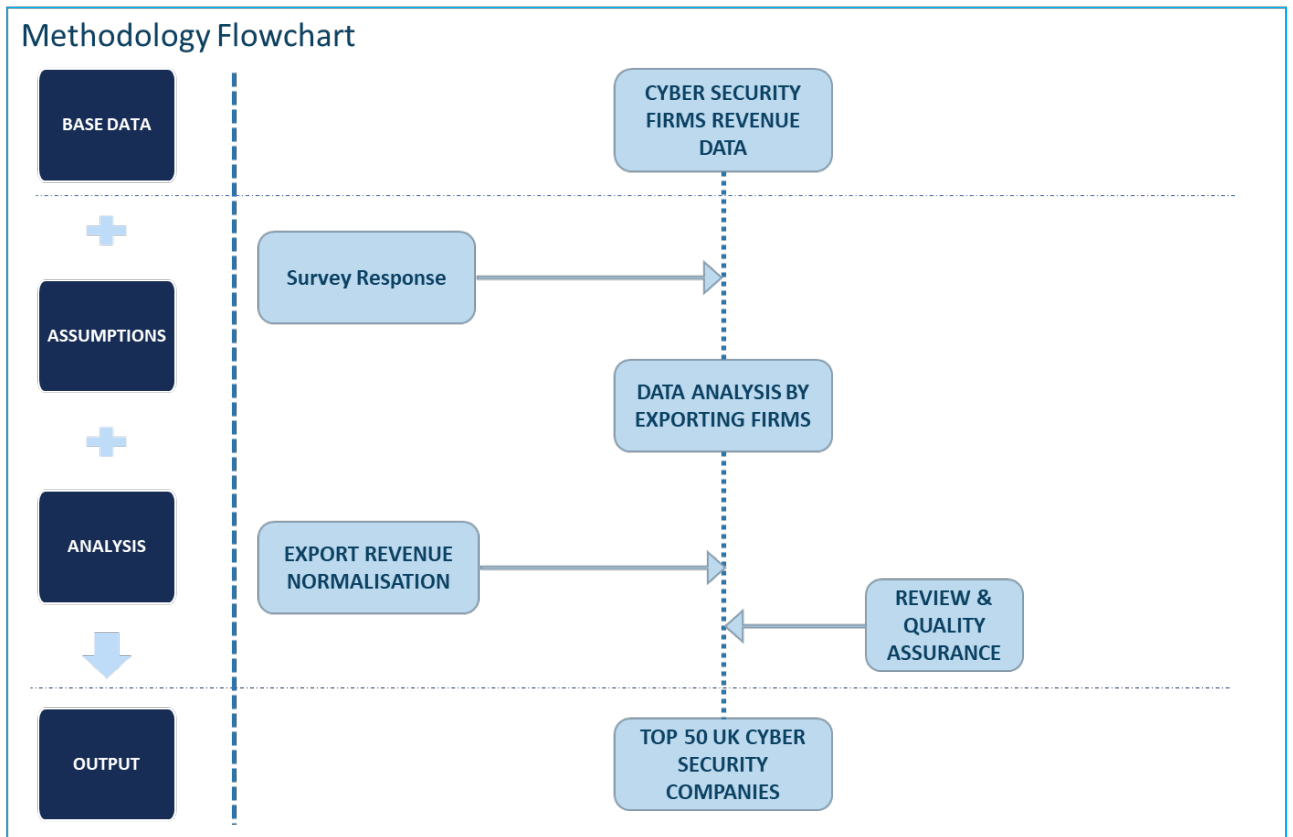 Methodology Flowchart
BASE DATA
CYBER SECURITY
FIRMS REVENUE
DATA
Survey Response
ASSUMPTIONS
DATA ANALYSIS BY
EXPORTING FIRMS
ANALYSIS
EXPORT REVENUE
NORMALISATION
REVIEW &
QUALITY
ASSURANCE
OUTPUT
TOP 50 UK CYBER
SECURITY
COMPANIES